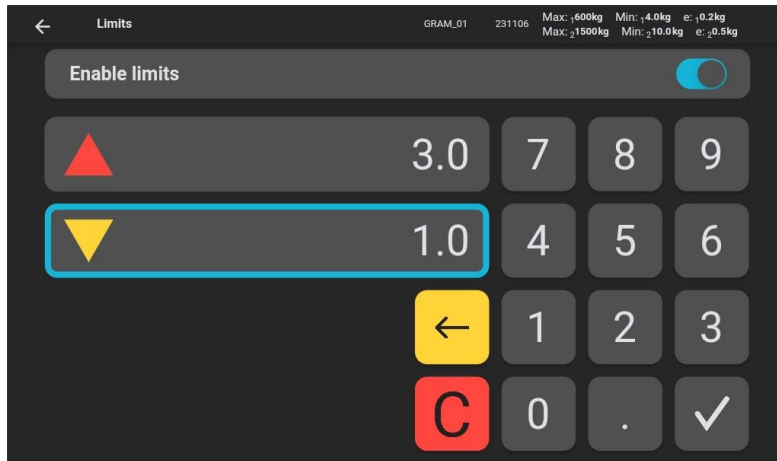 ← Limits GRAM_01 231106 Max: ₁600kg Min: ₁4.0kg e: ₁0.2kg
Max: ₂1500kg Min: ₂10.0kg e: ₂0.5kg
Enable limits
3.0 7 8 9
1.0 4 5 6
← 1 2 3
C 0 . ✓